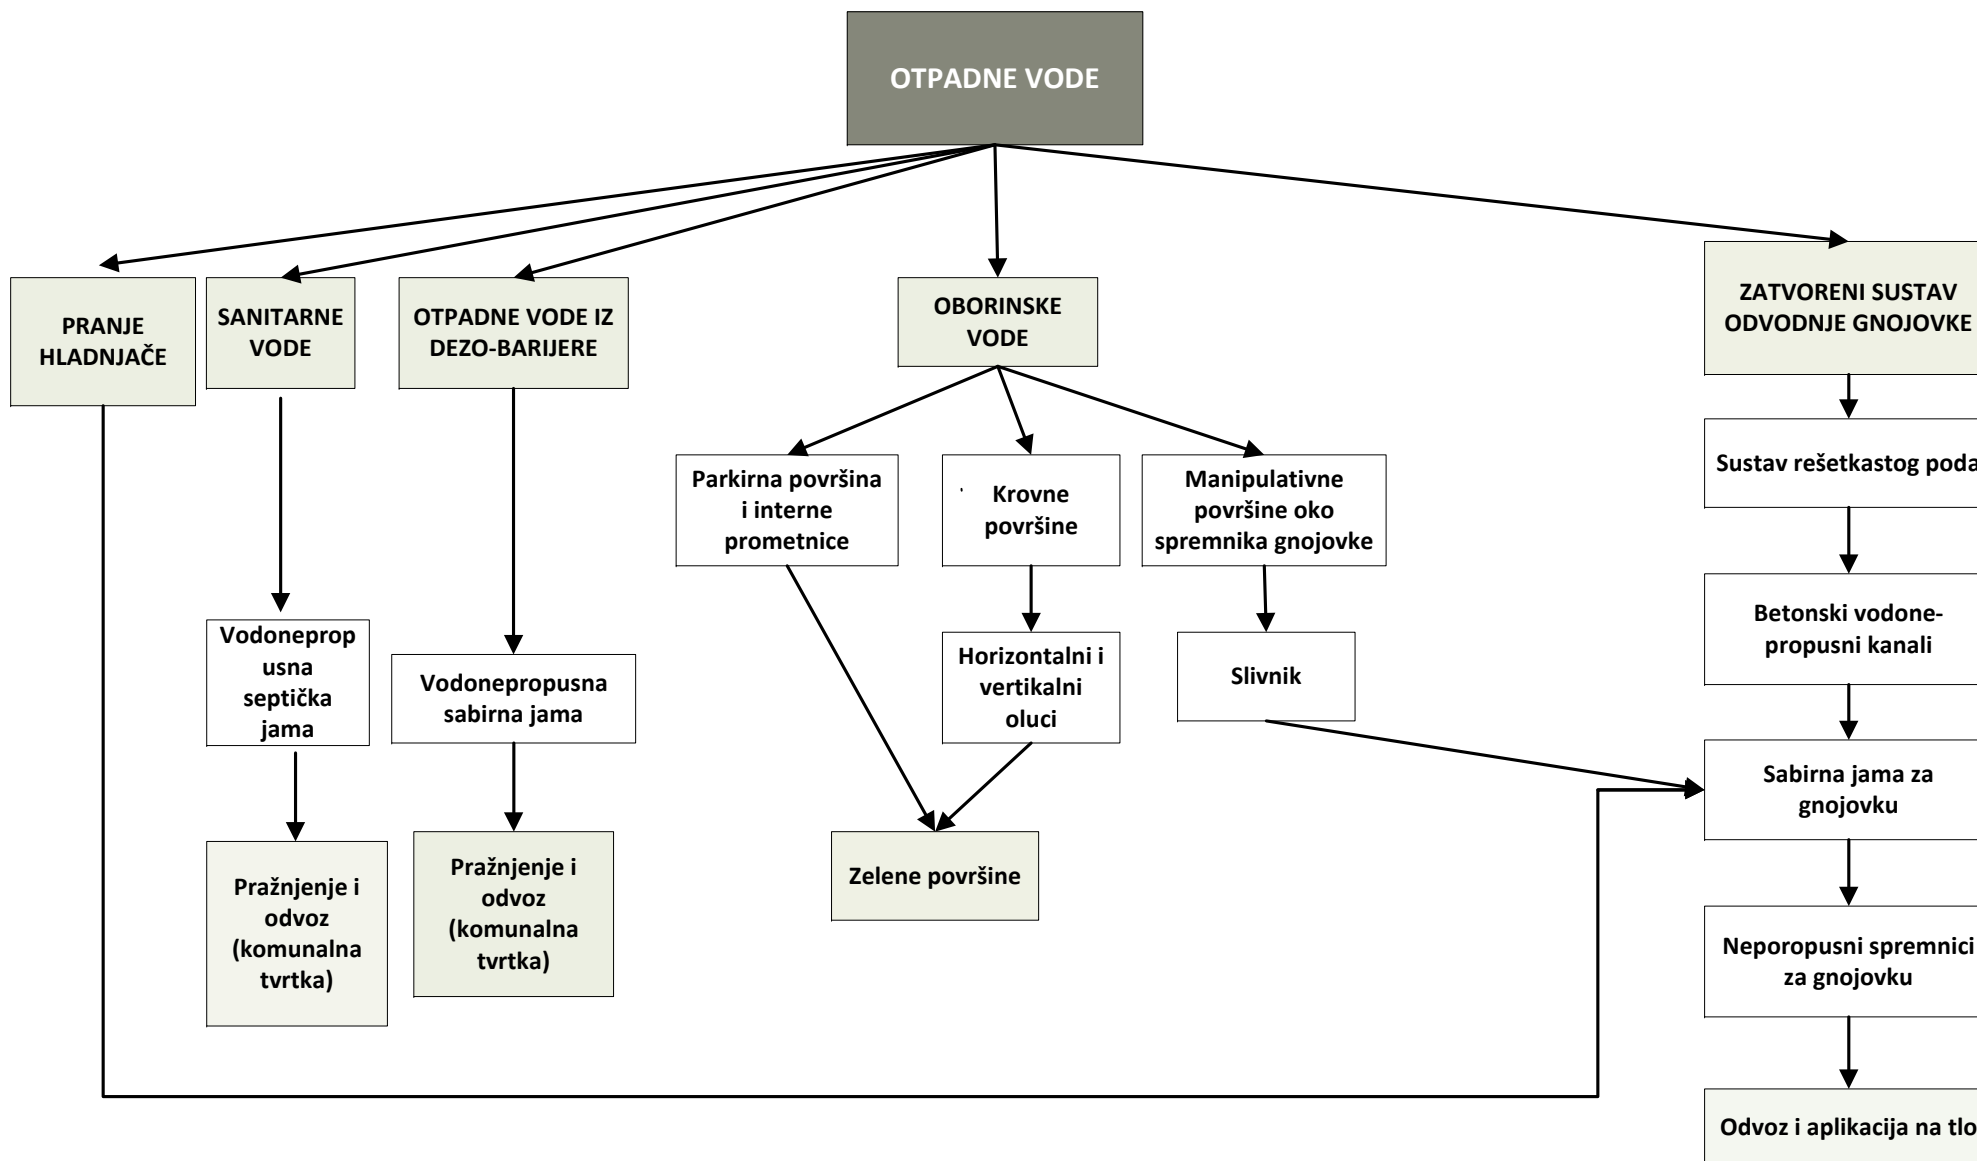 OTPADNE VODE
PRANJE
HLADNJAČE
SANITARNE
VODE
OTPADNE VODE IZ
DEZO-BARIJERE
OBORINSKE
VODE
ZATVORENI SUSTAV
ODVODNJE GNOJOVKE
Parkirna površina
i interne
prometnice
Krovne
površine
Manipulativne
površine oko
spremnika gnojovke
Sustav rešetkastog poda
Vodoneprop
usna
septička
jama
Vodonepropusna
sabirna jama
Horizontalni i
vertikalni
oluci
Slivnik
Betonski vodone-
propusni kanali
Sabirna jama za
gnojovku
Pražnjenje i
odvoz
(komunalna
tvrtka)
Pražnjenje i
odvoz
(komunalna
tvrtka)
Zelene površine
Neporopusni spremnici
za gnojovku
Odvoz i aplikacija na tlo